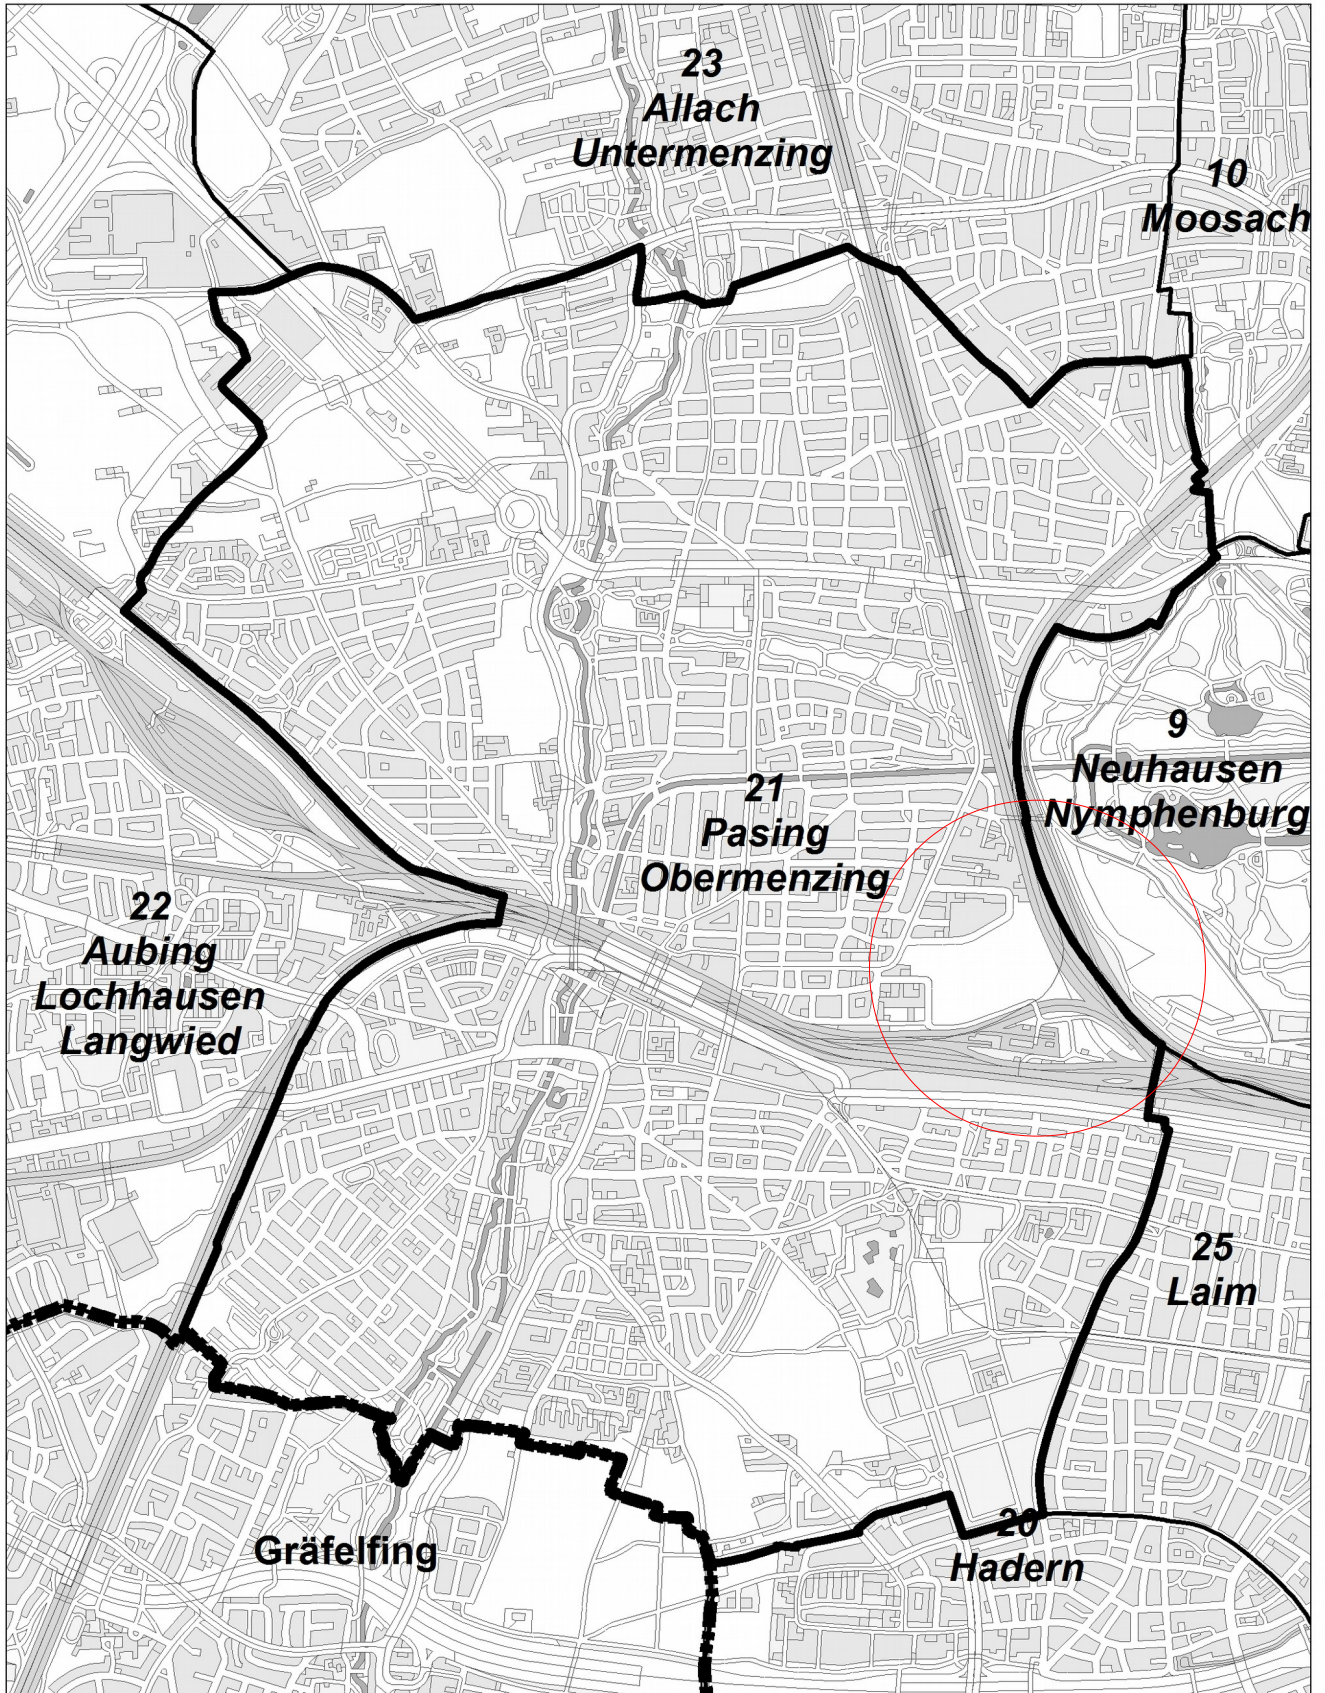 23
Allach
Untermenzing
10
Moosach
9
Neuhausen
Nymphenburg
21
Pasing
Obermenzing
22
Aubing
Lochhausen
Langwied
25
Laim
20
Hadern
Gräfelfing